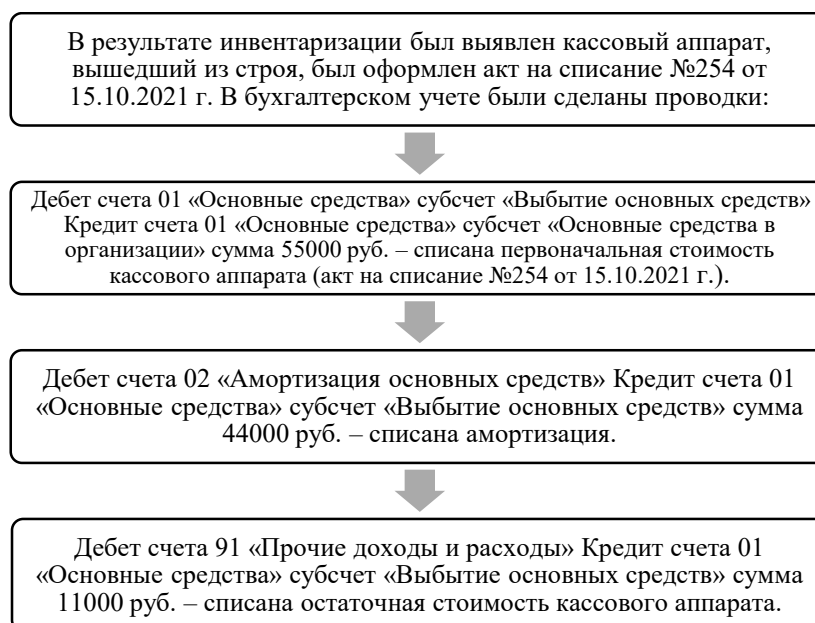 В результате инвентаризации был выявлен кассовый аппарат,
вышедший из строя, был оформлен акт на списание №254 от
15.10.2021 г. В бухгалтерском учете были сделаны проводки:
Дебет счета 01 «Основные средства» субсчет «Выбытие основных средств»
Кредит счета 01 «Основные средства» субсчет «Основные средства в
организации» сумма 55000 руб. – списана первоначальная стоимость
кассового аппарата (акт на списание №254 от 15.10.2021 г.).
Дебет счета 02 «Амортизация основных средств» Кредит счета 01
«Основные средства» субсчет «Выбытие основных средств» сумма
44000 руб. – списана амортизация.
Дебет счета 91 «Прочие доходы и расходы» Кредит счета 01
«Основные средства» субсчет «Выбытие основных средств» сумма
11000 руб. – списана остаточная стоимость кассового аппарата.